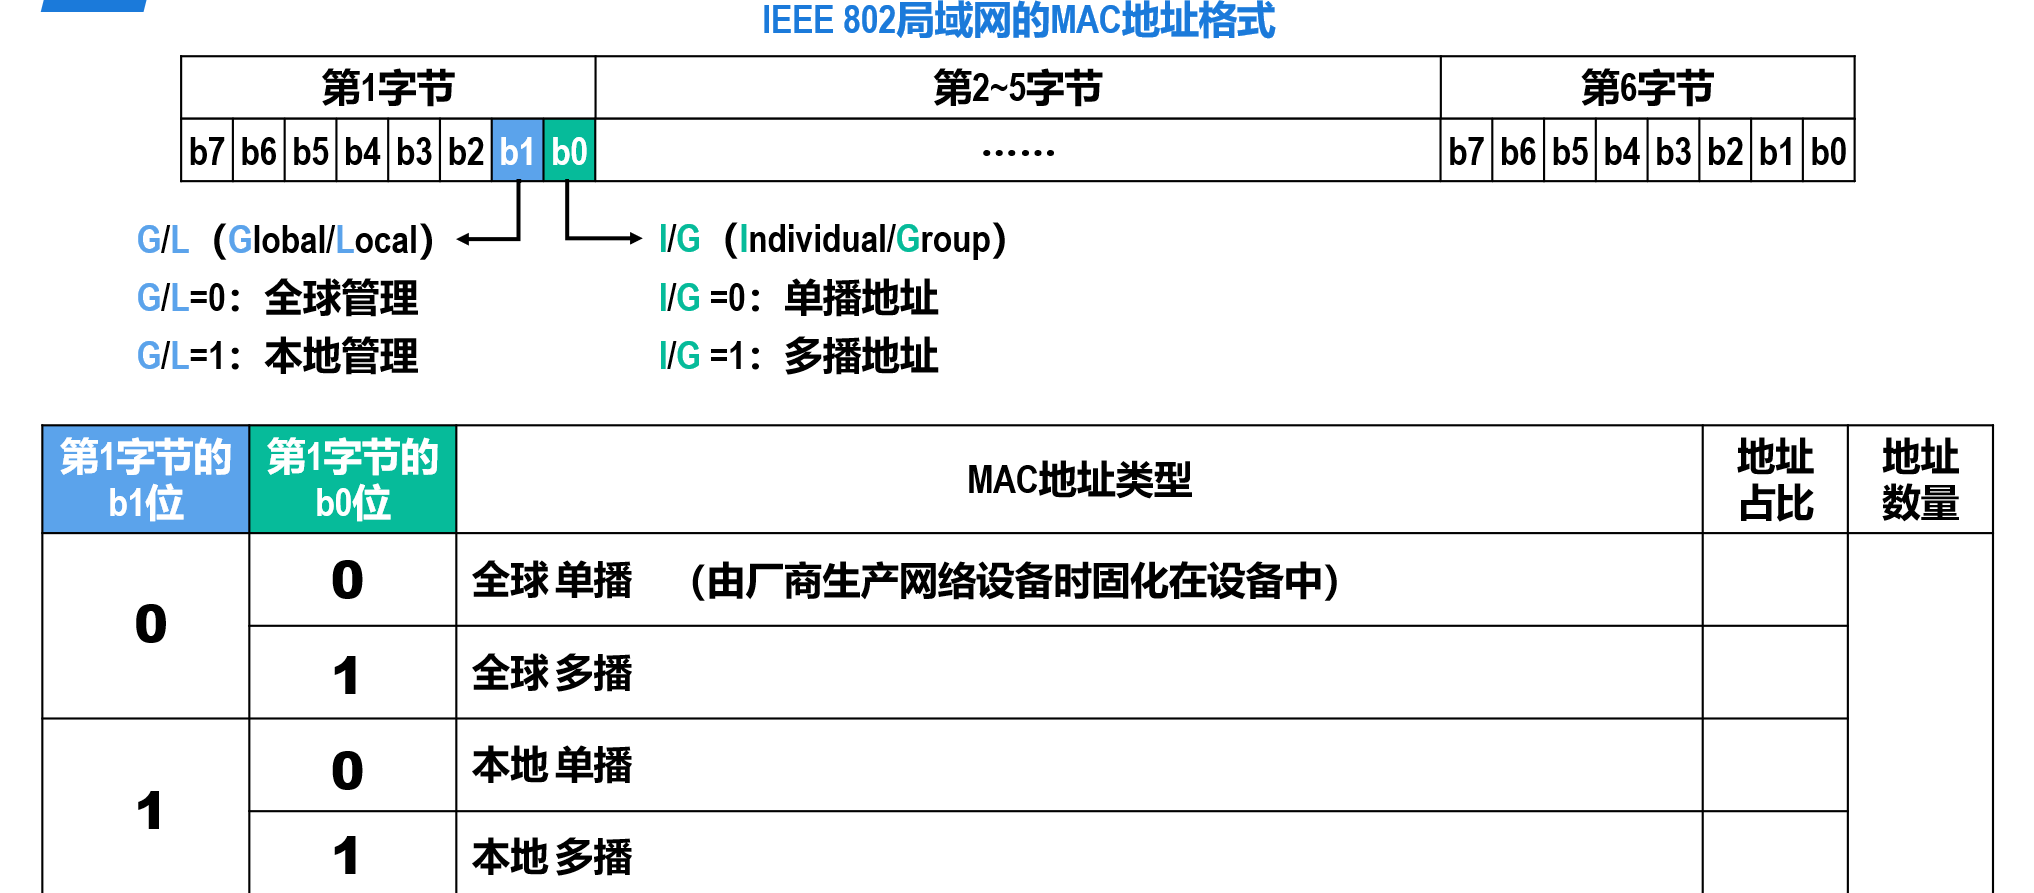 IEEE 802局域网的MAC地址格式
第1字节 第2~5字节 第6字节
b7 b6 b5 b4 b3 b2 b1 b0 …… b7 b6 b5 b4 b3 b2 b1 b0
G/L（Global/Local） I/G（Individual/Group）
G/L=0：全球管理 I/G =0：单播地址
G/L=1：本地管理 I/G =1：多播地址
第1字节的 第1字节的 MAC地址类型 地址 地址
b1位 b0位 占比 数量
0 0 全球 单播 （由厂商生产网络设备时固化在设备中）
1 全球 多播
1 0 本地 单播
1 本地 多播